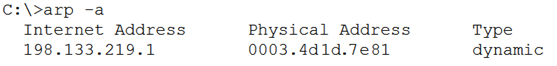 C:\>arp -a
Internet Address Physical Address Type
198.133.219.1 0003.4d1d.7e81 dynamic